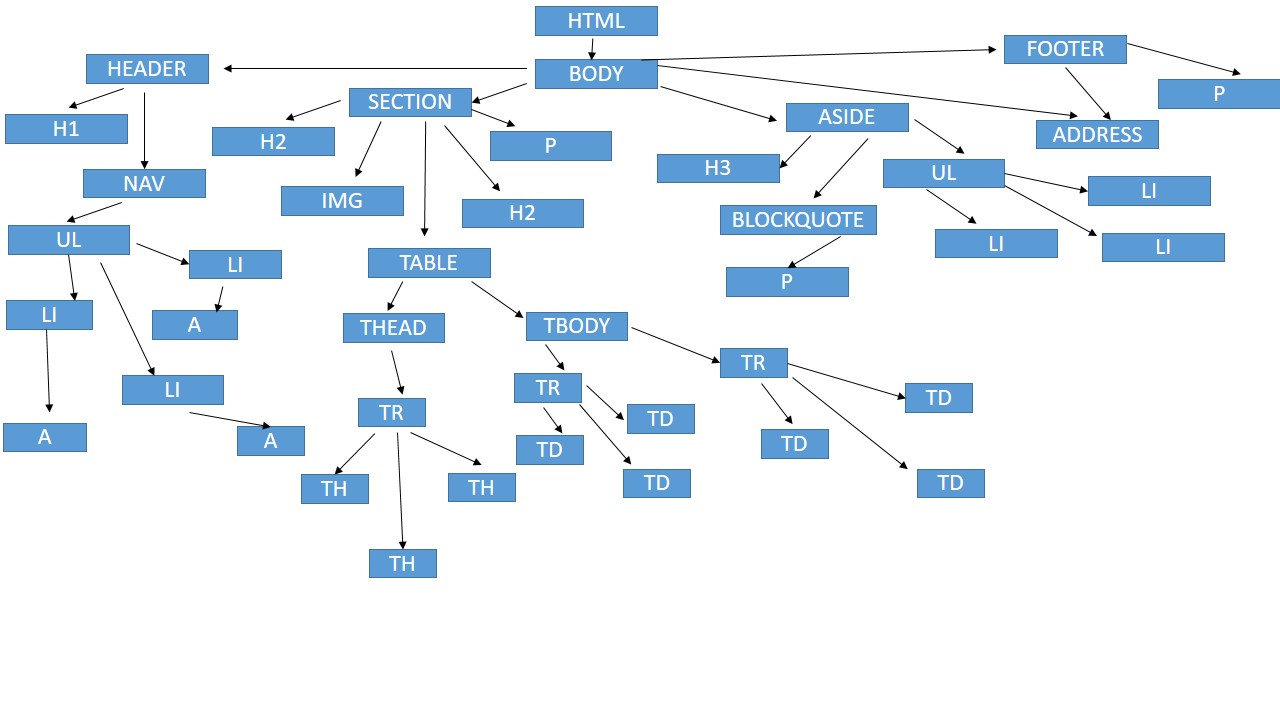 HTML
FOOTER
HEADER
BODY
P
SECTION
ASIDE
H1
H2
P
ADDRESS
H3
UL
NAV
LI
IMG
H2
BLOCKQUOTE
UL
LI
LI
LI
TABLE
P
LI
LI
A
THEAD
TBODY
TR
LI
TR
TD
TR
TD
A
A
TD
TD
TH
TH
TD
TD
TH